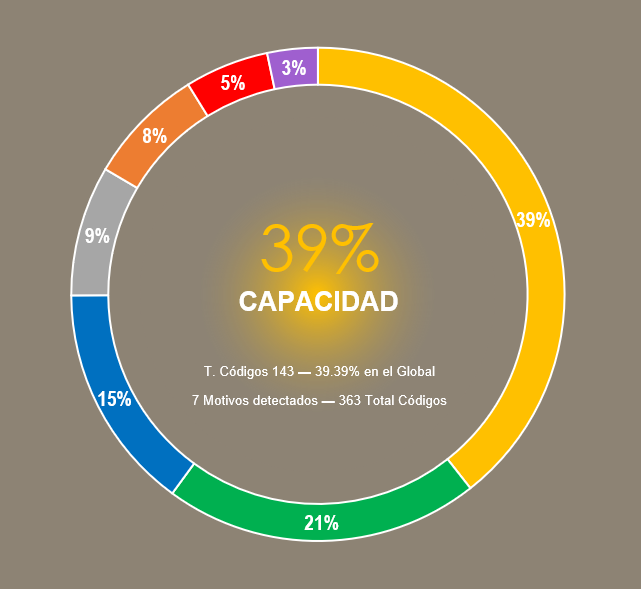 3%
5%
8%
39%
9%
39%
CAPACIDAD
T. Códigos 143 — 39.39% en el Global
7 Motivos detectados — 363 Total Códigos
15%
21%